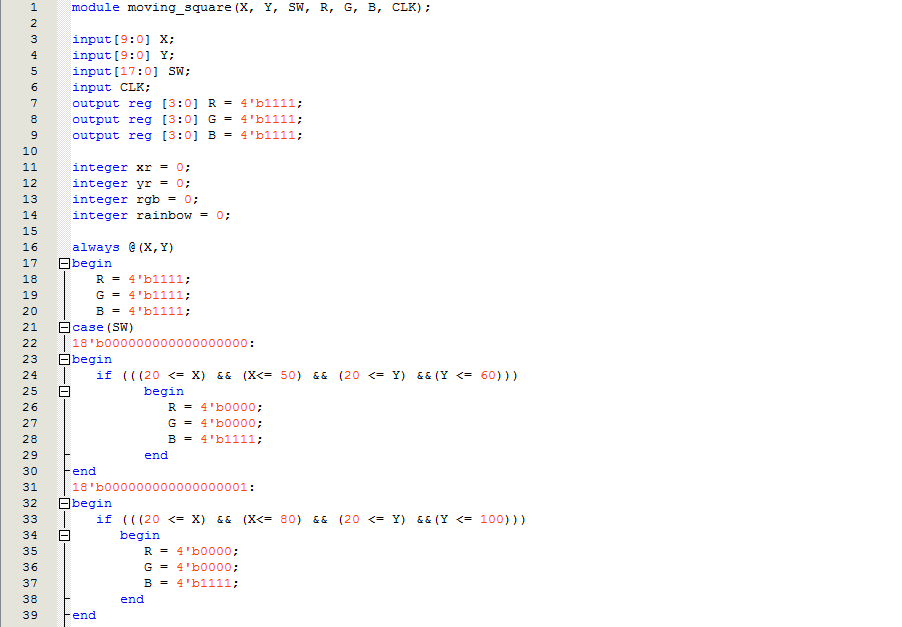 1 module moving_square(X, Y, SW, R, G, B, CLK);
2
3 input[9:0] X;
4 input[9:0] Y;
5 input[17:0] SW;
6 input CLK;
7 output reg [3:0] R = 4'b1111;
8 output reg [3:0] G = 4'b1111;
9 output reg [3:0] B = 4'b1111;
10
11 integer xr = 0;
12 integer yr = 0;
13 integer rgb = 0;
14 integer rainbow = 0;
15
16 always @(X,Y)
17 begin
18 R = 4'b1111;
19 G = 4'b1111;
20 B = 4'b1111;
21 case(SW)
22 18'b000000000000000000:
23 begin
24 if (((20 <= X) && (X<= 50) && (20 <= Y) &&(Y <= 60)))
25 begin
26 R = 4'b0000;
27 G = 4'b0000;
28 B = 4'b1111;
29 end
30 end
31 18'b000000000000000001:
32 begin
33 if (((20 <= X) && (X<= 80) && (20 <= Y) &&(Y <= 100)))
34 begin
35 R = 4'b0000;
36 G = 4'b0000;
37 B = 4'b1111;
38 end
39 end